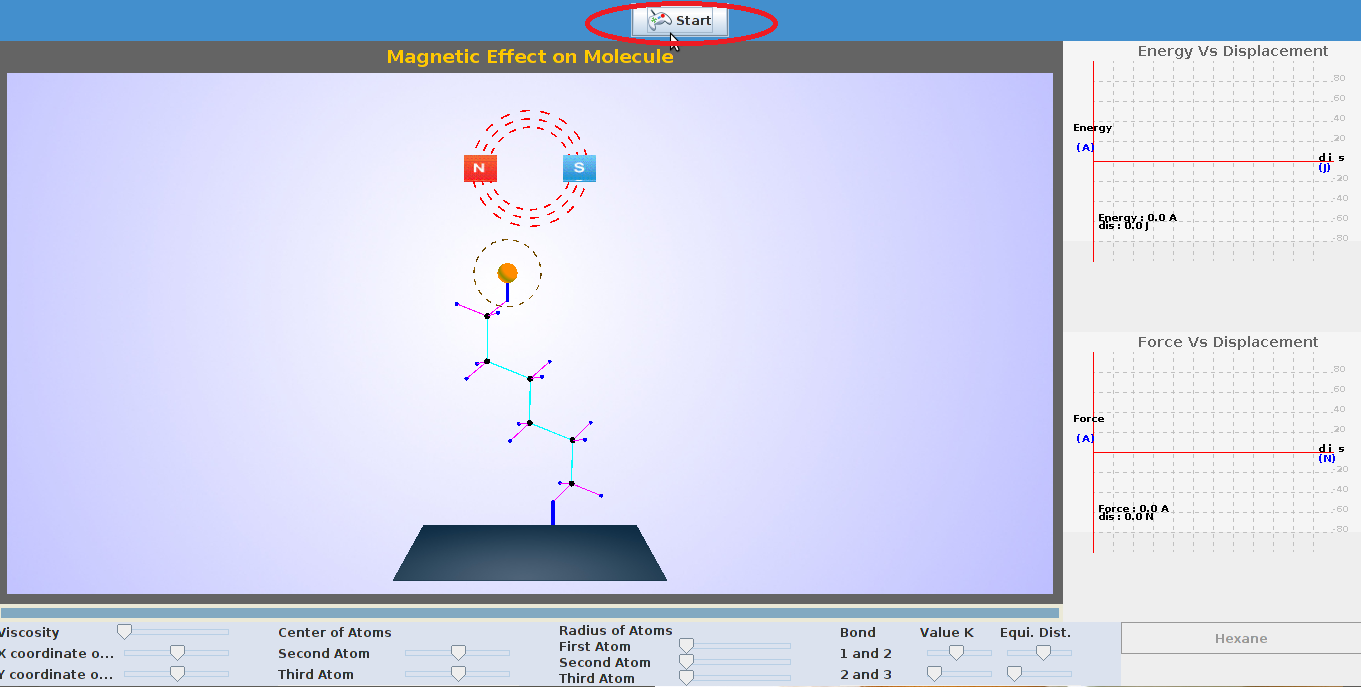 Start
Magnetic Effect on Molecule
N
S
Energy Vs Displacement
80
60
40
20
Energy
(A)
d i s
(J)
-20
-40
-60
-80
Energy : 0.0 A
dis : 0.0 J
Force Vs Displacement
80
60
40
20
Force
(A)
d i s
(N)
-20
-40
-60
-80
Force : 0.0 A
dis : 0.0 N
Viscosity
X coordinate o...
Y coordinate o...
Center of Atoms
Second Atom
Third Atom
Radius of Atoms
First Atom
Second Atom
Third Atom
Bond Value K Equi. Dist.
1 and 2
2 and 3
Hexane